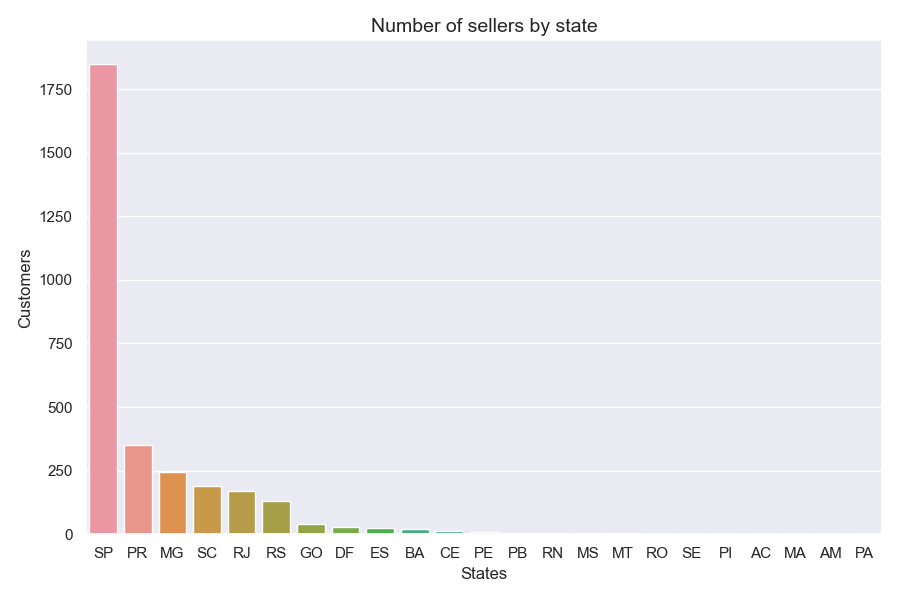 Number of sellers by state
Customers
1750
1500
1250
1000
750
500
250
0
SP PR MG SC RJ RS GO DF ES BA CE PE PB RN MS MT RO SE PI AC MA AM PA
States